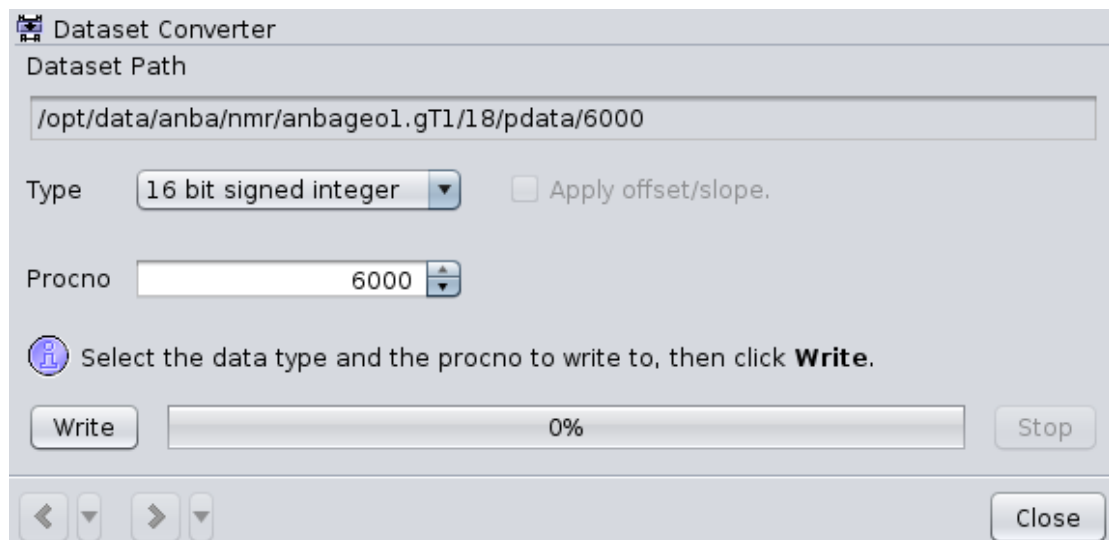 Dataset Converter
Dataset Path
/opt/data/anba/nmr/anbageo1.gT1/18/pdata/6000
Type 16 bit signed integer Apply offset/slope.
Procno 6000
Select the data type and the procno to write to, then click Write.
Write 0% Stop
Close